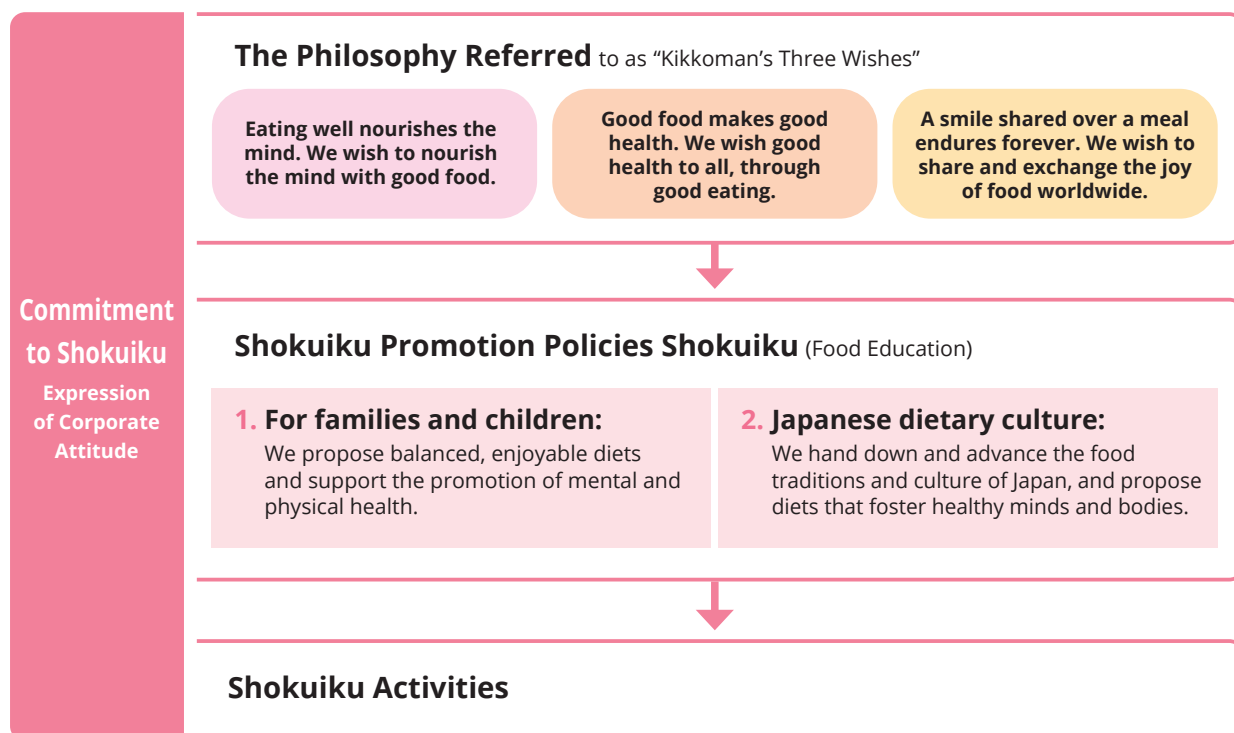 Commitment
to Shokuiku
Expression
of Corporate
Attitude
The Philosophy Referred to as “Kikkoman’s Three Wishes”
Eating well nourishes the
mind. We wish to nourish
the mind with good food.
Good food makes good
health. We wish good
health to all, through
good eating.
A smile shared over a meal
endures forever. We wish to
share and exchange the joy
of food worldwide.
Shokuiku Promotion Policies Shokuiku (Food Education)
1. For families and children:
We propose balanced, enjoyable diets
and support the promotion of mental and
physical health.
2. Japanese dietary culture:
We hand down and advance the food
traditions and culture of Japan, and propose
diets that foster healthy minds and bodies.
Shokuiku Activities